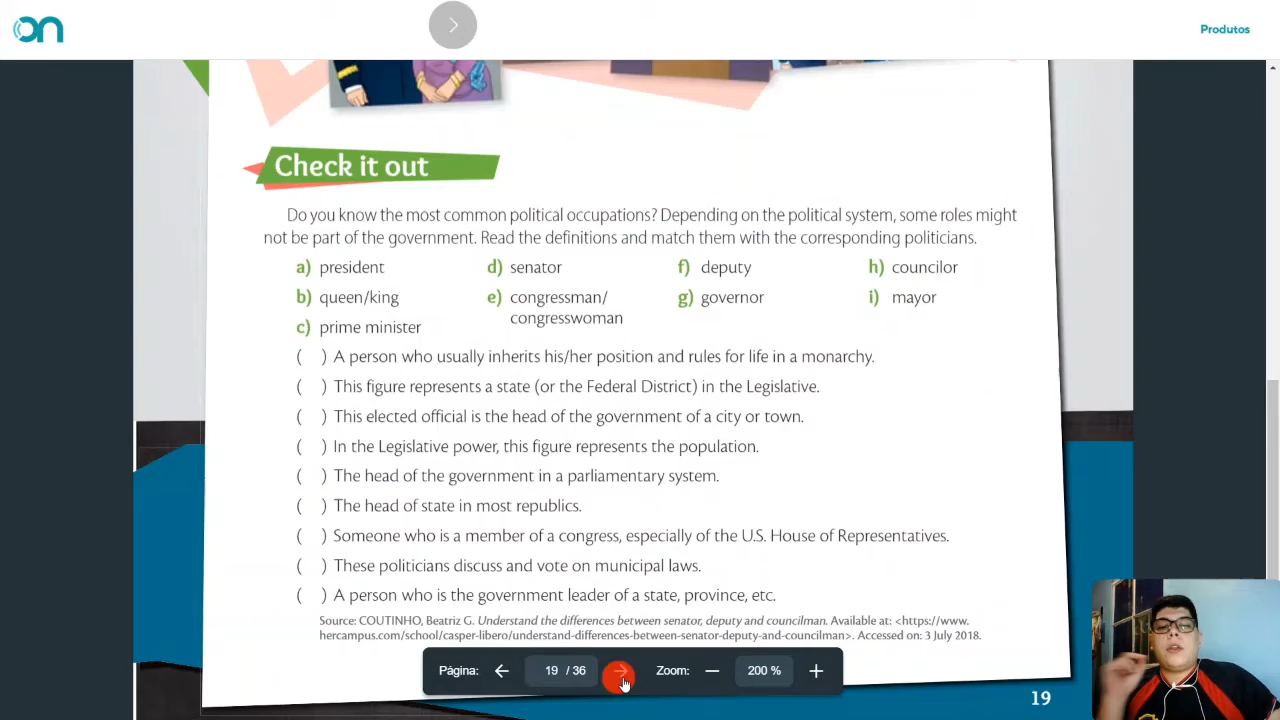 on
Produtos
Check it out
Do you know the most common political occupations? Depending on the political system, some roles might
not be part of the government. Read the definitions and match them with the corresponding politicians.
a) president d) senator f) deputy h) councilor
b) queen/king e) congressman/ g) governor i) mayor
congresswoman
c) prime minister
( ) A person who usually inherits his/her position and rules for life in a monarchy.
( ) This figure represents a state (or the Federal District) in the Legislative.
( ) This elected official is the head of the government of a city or town.
( ) In the Legislative power, this figure represents the population.
( ) The head of the government in a parliamentary system.
( ) The head of state in most republics.
( ) Someone who is a member of a congress, especially of the U.S. House of Representatives.
( ) These politicians discuss and vote on municipal laws.
( ) A person who is the government leader of a state, province, etc.
Source: COUTINHO, Beatriz G. Understand the differences between senator, deputy and councilman. Available at: <https://www.
hercampus.com/school/casper-libero/understand-differences-between-senator-deputy-and-councilman>. Accessed on: 3 July 2018.
Página: 19 / 36 Zoom: 200 %
19